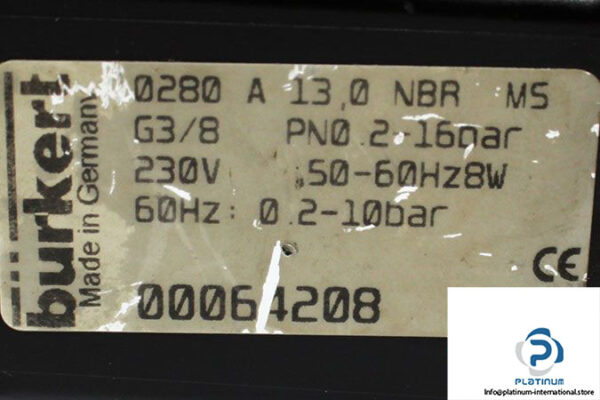 bürkert
Made in Germany
0280 A 13,0 NBR MS
G3/8 PN0.2-16bar
230V 50-60Hz8W
60Hz: 0.2-10bar
00064208
CE
PLATINUM
info@platinum-international.store